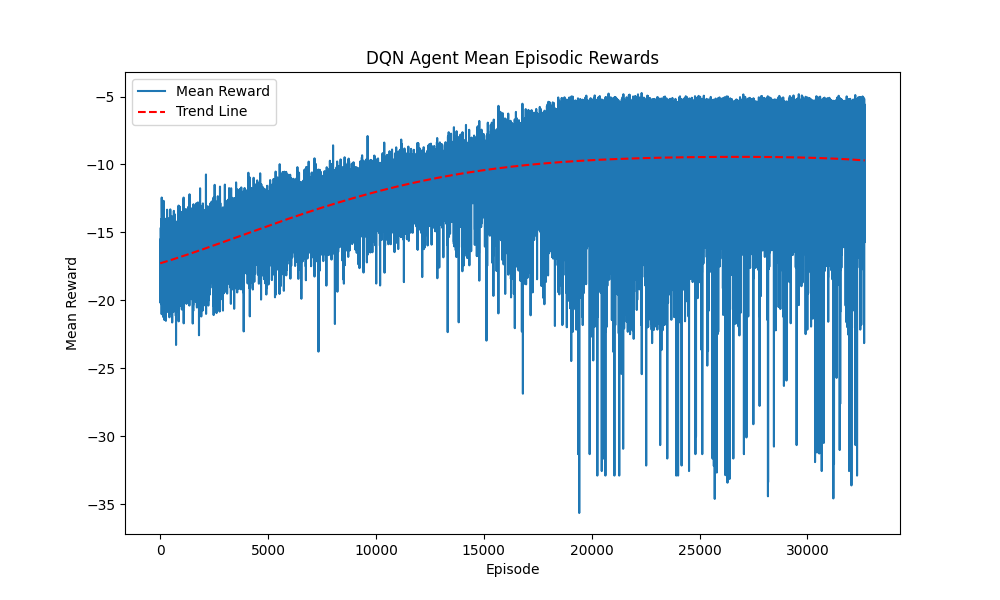 DQN Agent Mean Episodic Rewards
Mean Reward
Trend Line
−5
−10
−15
−20
−25
−30
−35
Mean Reward
0
5000
10000
15000
20000
25000
30000
Episode